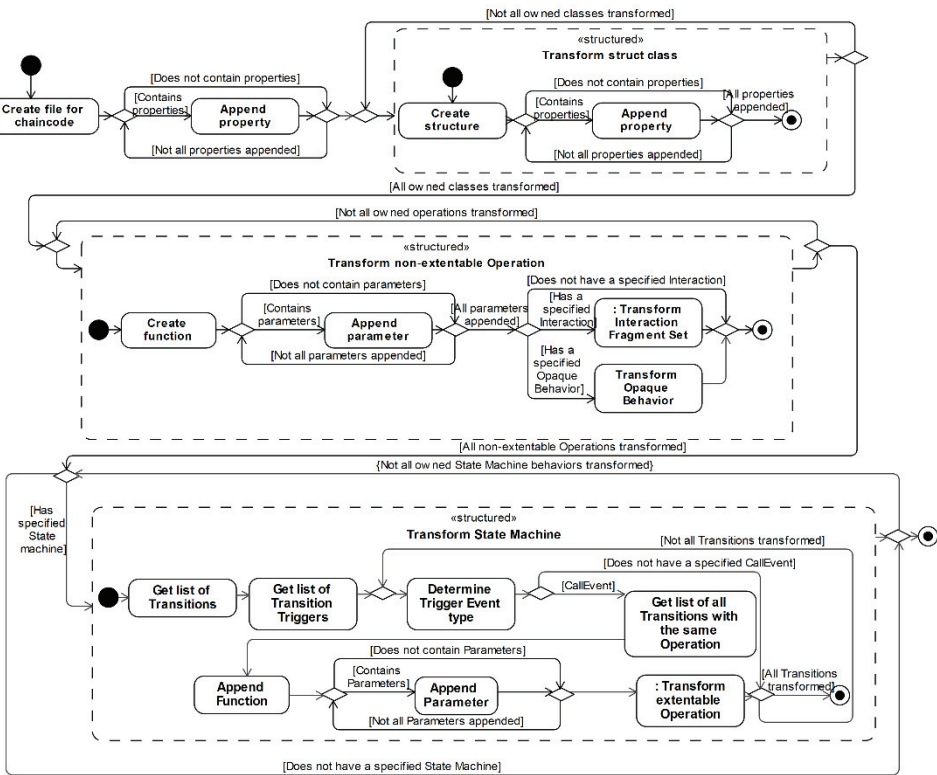 [Not all owned classes transformed]
«structured»
Transform struct class
[Does not contain properties]
[Does not contain properties]
[All properties
appended]
Create file for
chaincode
[Contains
properties]
Append
property
Create
structure
[Contains
properties]
Append
property
[Not all properties appended]
[Not all properties appended]
[All owned classes transformed]
[Not all owned operations transformed]
«structured»
Transform non-extentable Operation
[Does not contain parameters]
[Does not have a specified Interaction]
Create
function
[Contains
parameters]
Append
parameter
[All parameters
appended]
[Has a
specified
Interaction]
: Transform
Interaction
Fragment Set
[Not all parameters appended]
[Has a
specified
Opaque
Behavior]
Transform
Opaque
Behavior
[All non-extentable Operations transformed]
{Not all owned State Machine behaviors transformed}
[Has
specified
State
machine]
«structured»
Transform State Machine
[Not all Transitions transformed]
[Does not have a specified CallEvent]
Get list of
Transitions
Get list of
Transition
Triggers
Determine
Trigger Event
type
[CallEvent]
Get list of all
Transitions with
the same
Operation
[Does not contain Parameters]
Append
Function
[Contains
Parameters]
Append
Parameter
: Transform
extentable
Operation
[All Transitions
transformed]
[Not all Parameters appended]
[Does not have a specified State Machine]